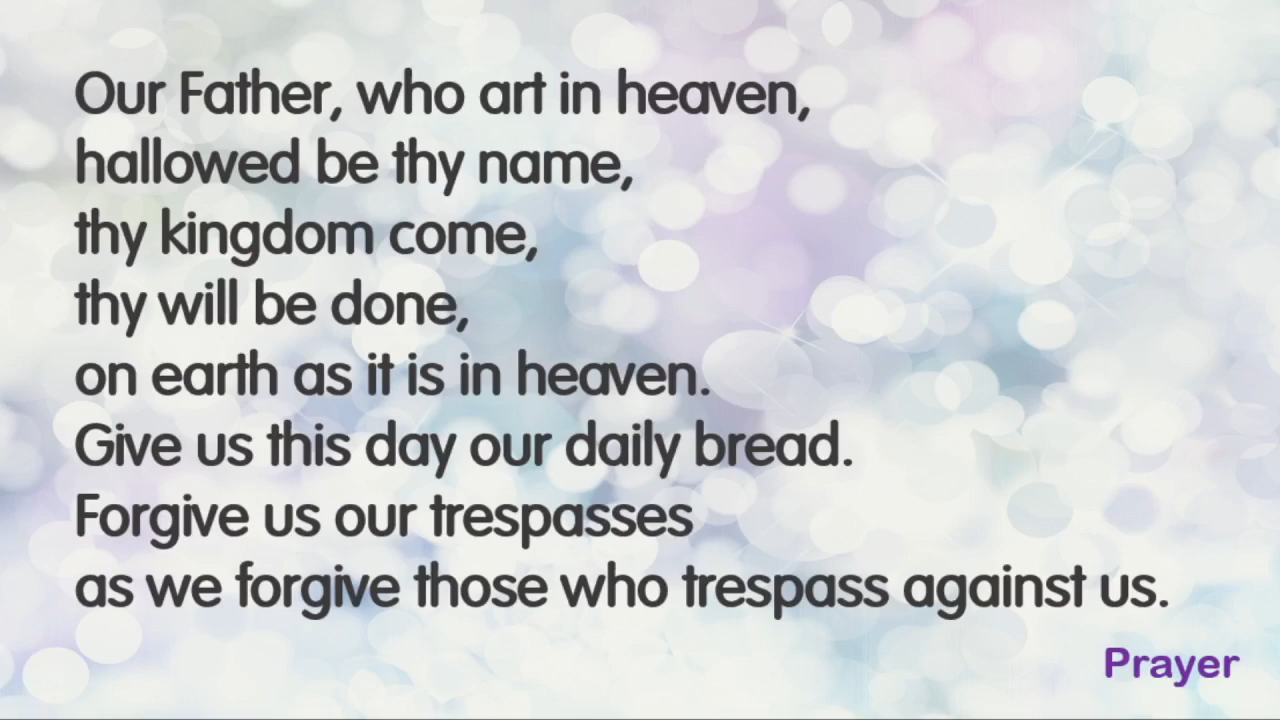 Our Father, who art in heaven,
hallowed be thy name,
thy kingdom come,
thy will be done,
on earth as it is in heaven.
Give us this day our daily bread.
Forgive us our trespasses
as we forgive those who trespass against us.
Prayer